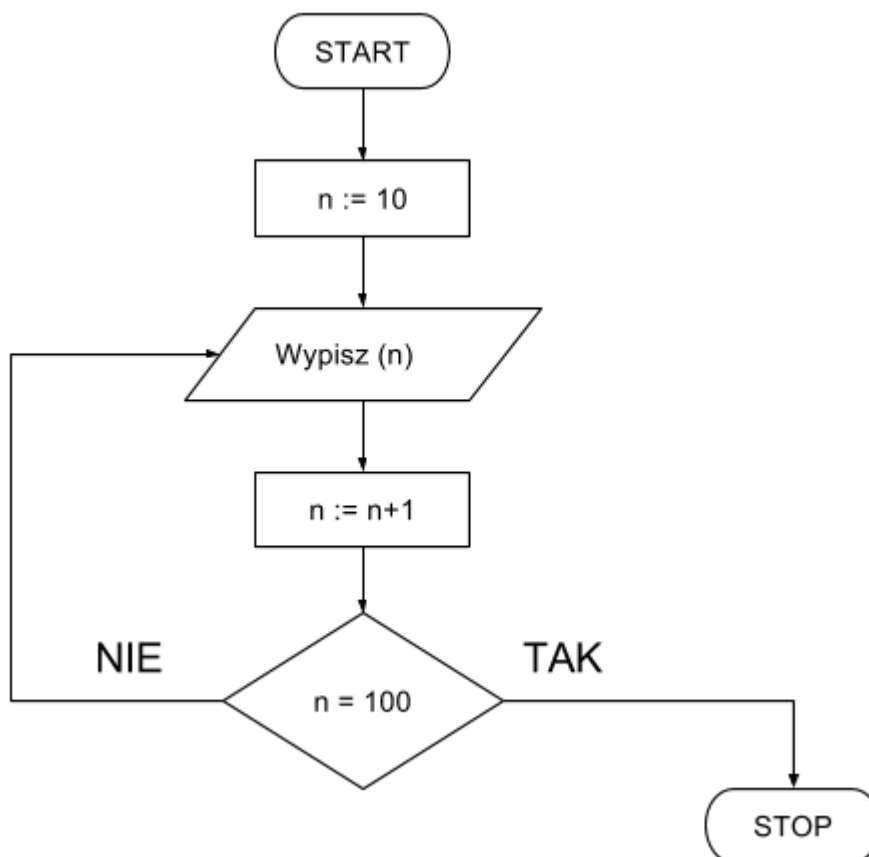 START
n := 10
Wypisz (n)
n := n+1
NIE
TAK
n = 100
STOP